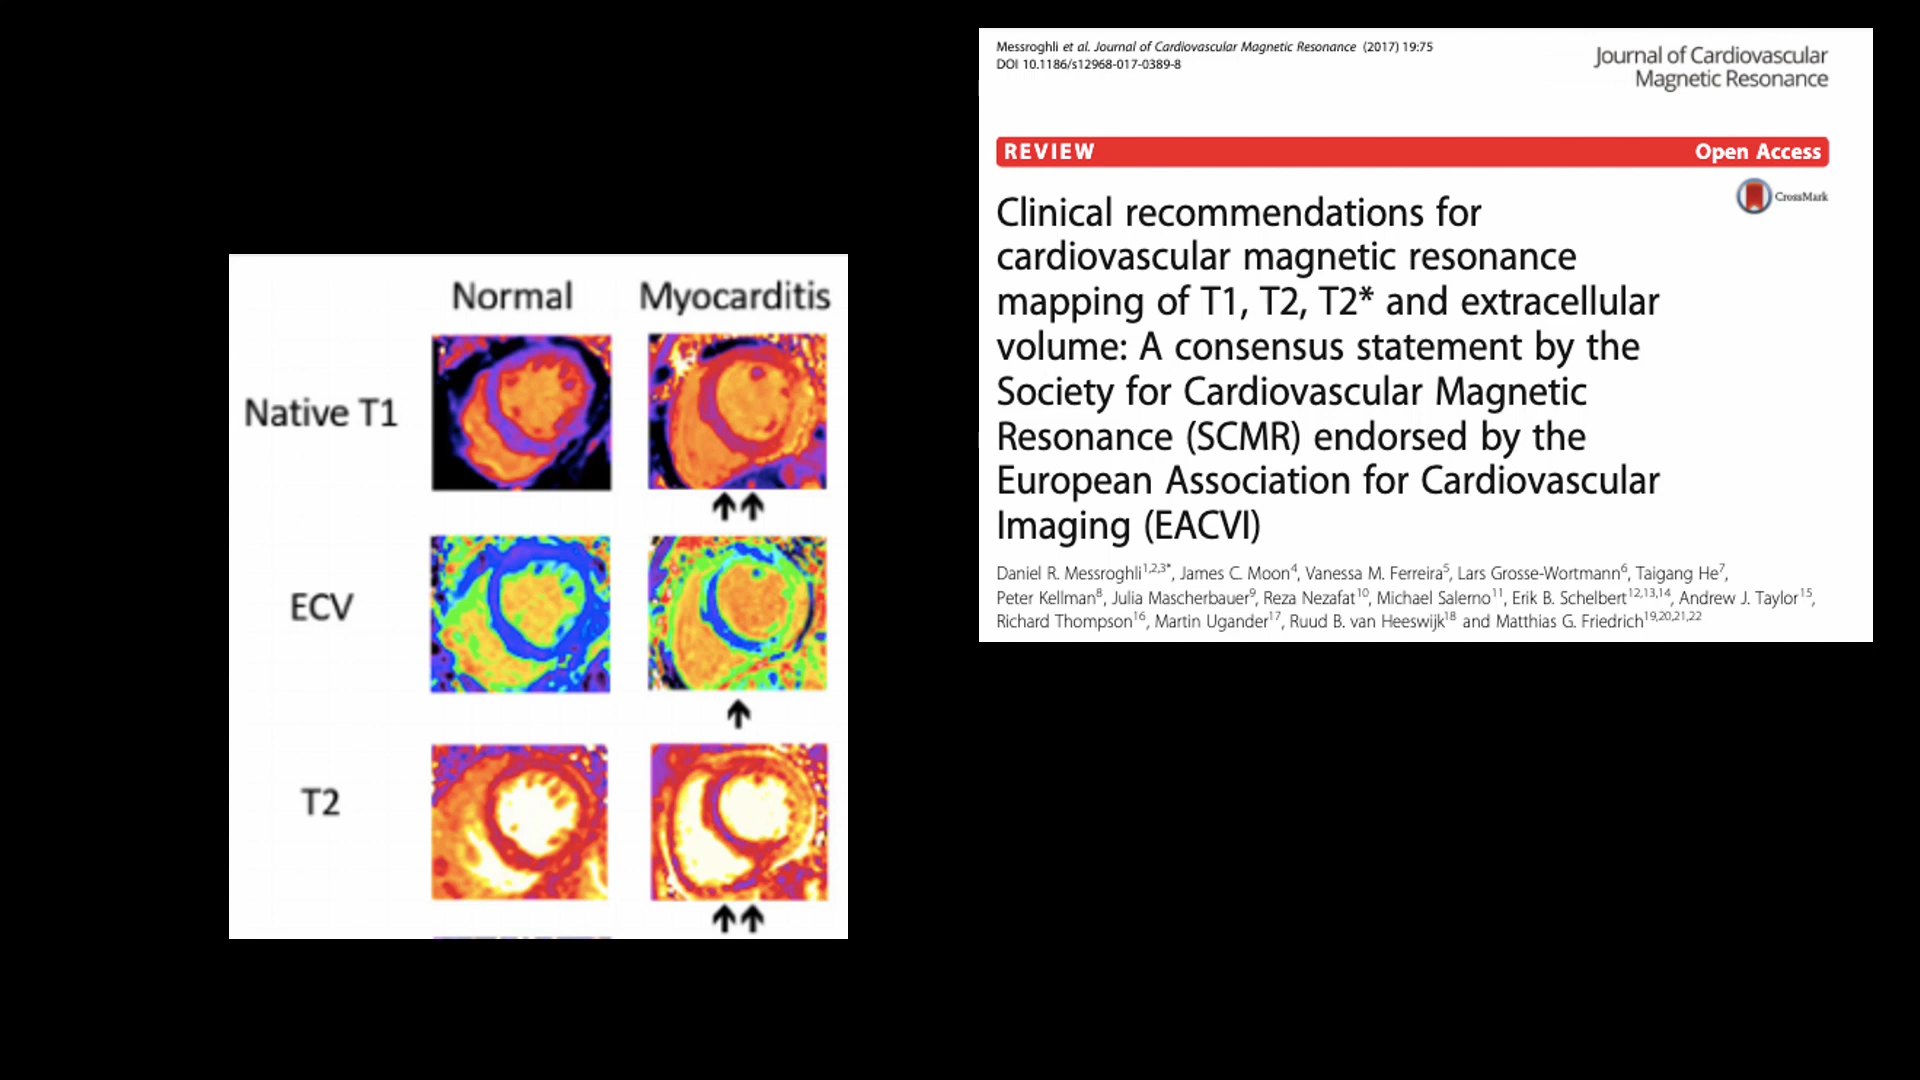 Normal Myocarditis
Native T1
↑↑
ECV
↑
T2
↑↑
Messroghli et al. Journal of Cardiovascular Magnetic Resonance (2017) 19:75
DOI 10.1186/s12968-017-0389-8
Journal of Cardiovascular
Magnetic Resonance
REVIEW Open Access
CrossMark
Clinical recommendations for
cardiovascular magnetic resonance
mapping of T1, T2, T2* and extracellular
volume: A consensus statement by the
Society for Cardiovascular Magnetic
Resonance (SCMR) endorsed by the
European Association for Cardiovascular
Imaging (EACVI)
Daniel R. Messroghli1,2,3*, James C. Moon4, Vanessa M. Ferreira5, Lars Grosse-Wortmann6, Taigang He7,
Peter Kellman8, Julia Mascherbauer9, Reza Nezafat10, Michael Salerno11, Erik B. Schelbert12,13,14, Andrew J. Taylor15,
Richard Thompson16, Martin Ugander17, Ruud B. van Heeswijk18 and Matthias G. Friedrich19,20,21,22